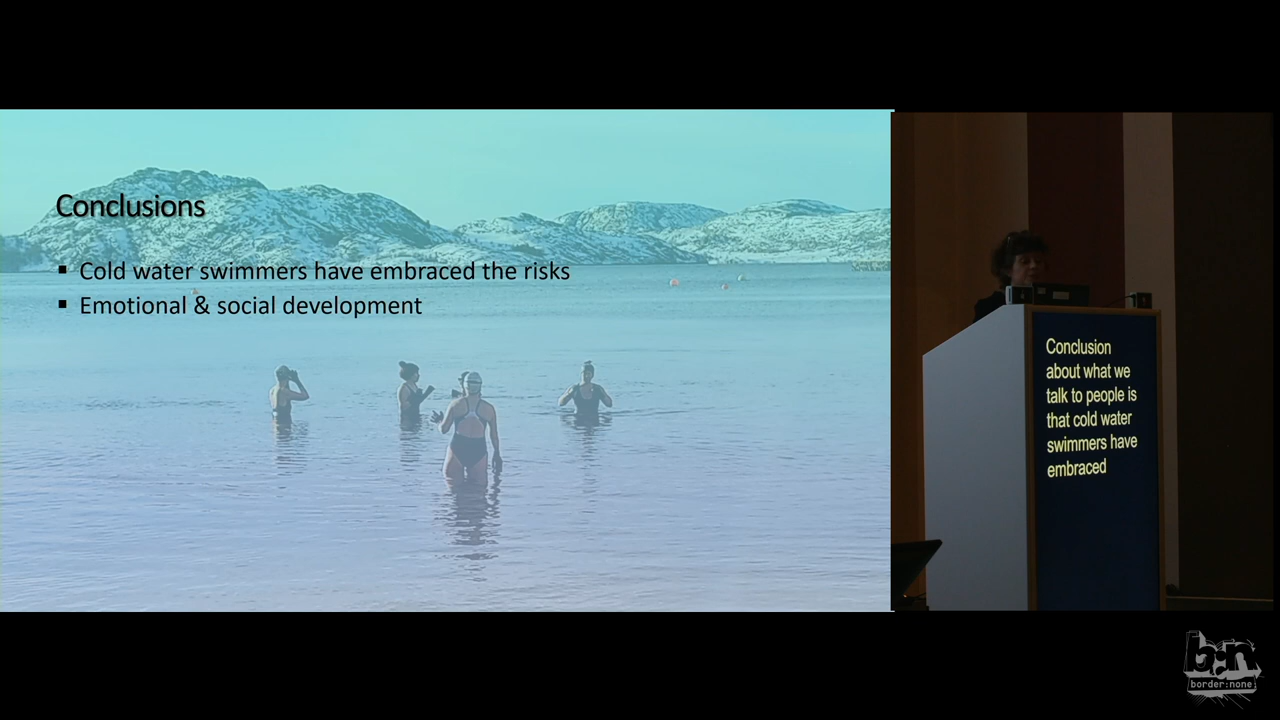 Conclusions
▪ Cold water swimmers have embraced the risks
▪ Emotional & social development
Conclusion
about what we
talk to people is
that cold water
swimmers have
embraced
b:n
border:none